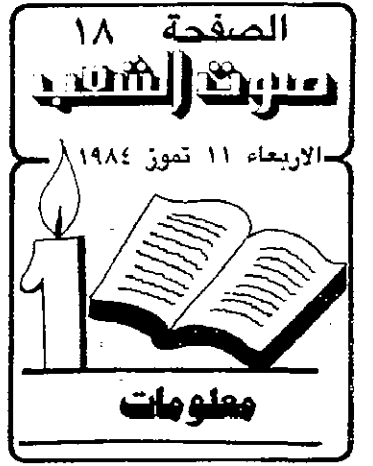 الصفحة ١٨
صوت الشعب
الاربعاء ١١ تموز ١٩٨٤
معلومات